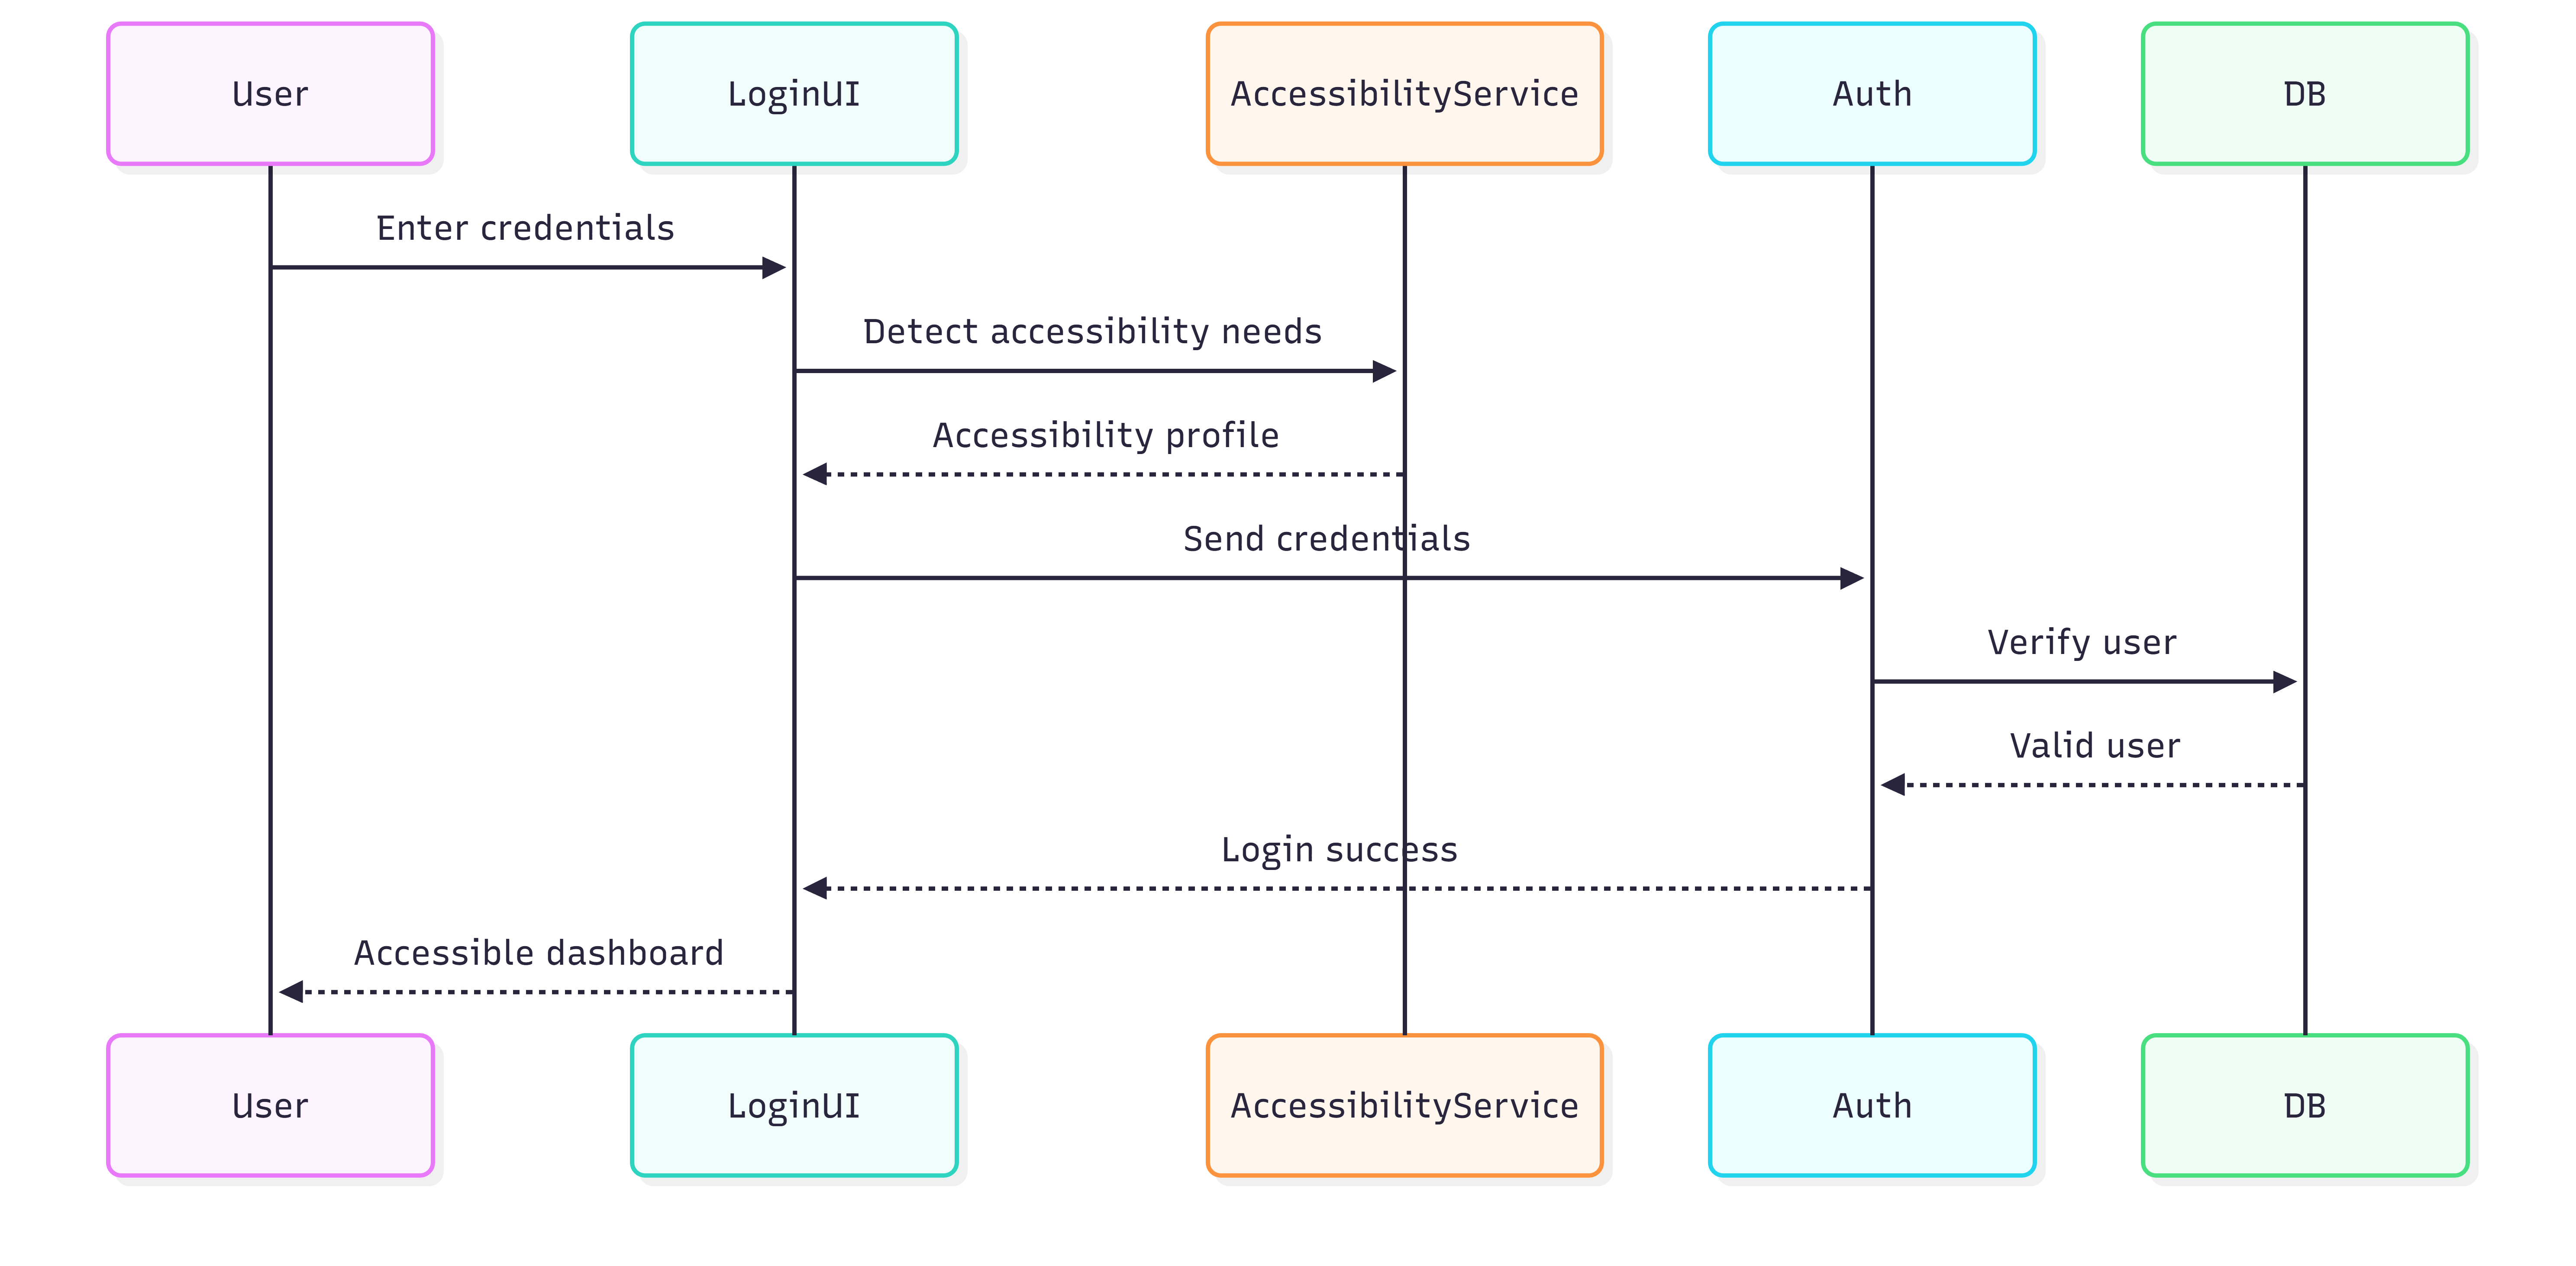 User
LoginUI
AccessibilityService
Auth
DB
Enter credentials
Detect accessibility needs
Accessibility profile
Send credentials
Verify user
Valid user
Login success
Accessible dashboard
User
LoginUI
AccessibilityService
Auth
DB